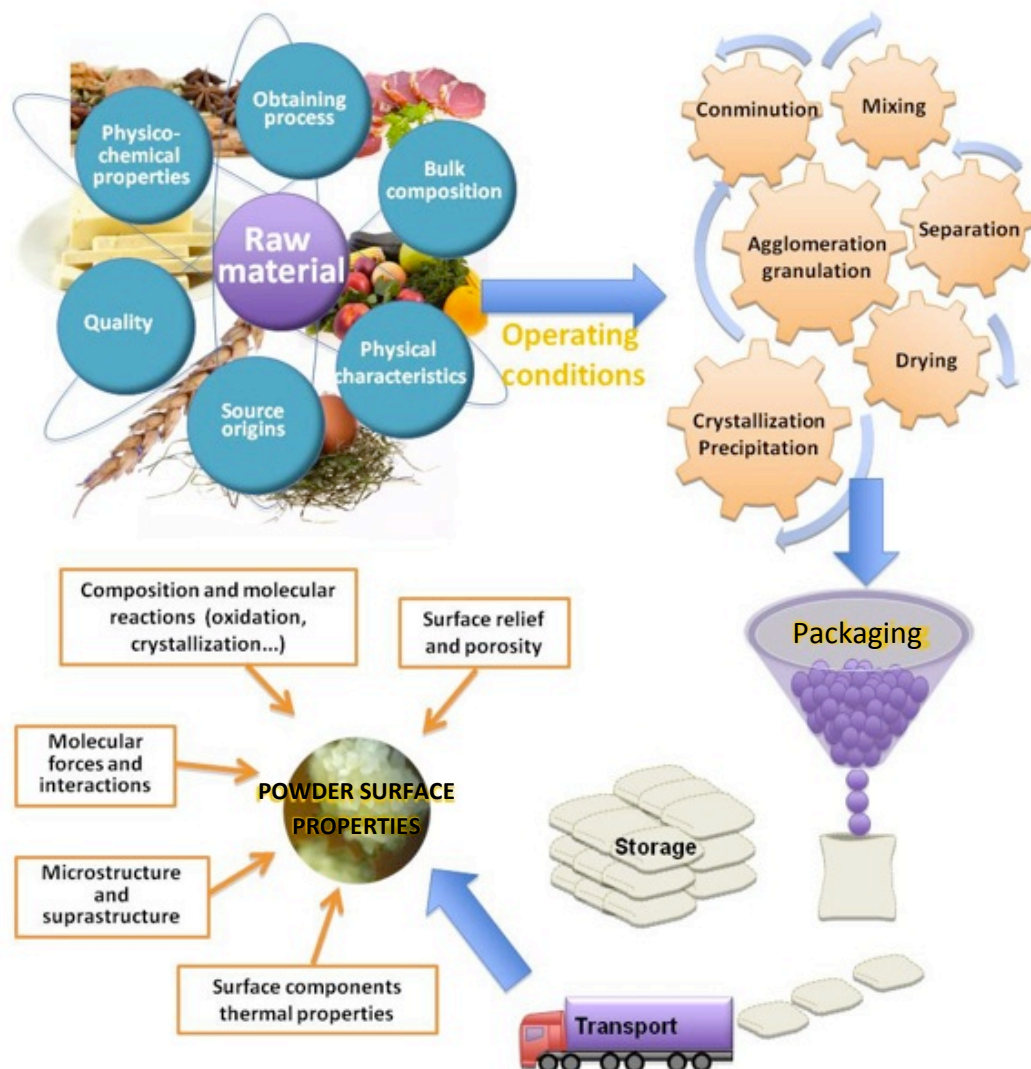 Obtaining
process
Physico-
chemical
properties
Bulk
composition
Raw
material
Quality
Physical
characteristics
Source
origins
Operating
conditions
Conminution
Mixing
Agglomeration
granulation
Separation
Drying
Crystallization
Precipitation
Packaging
Storage
Transport
Composition and molecular
reactions (oxidation,
crystallization...)
Surface relief
and porosity
Molecular
forces and
interactions
POWDER SURFACE
PROPERTIES
Microstructure
and
suprastructure
Surface components
thermal properties